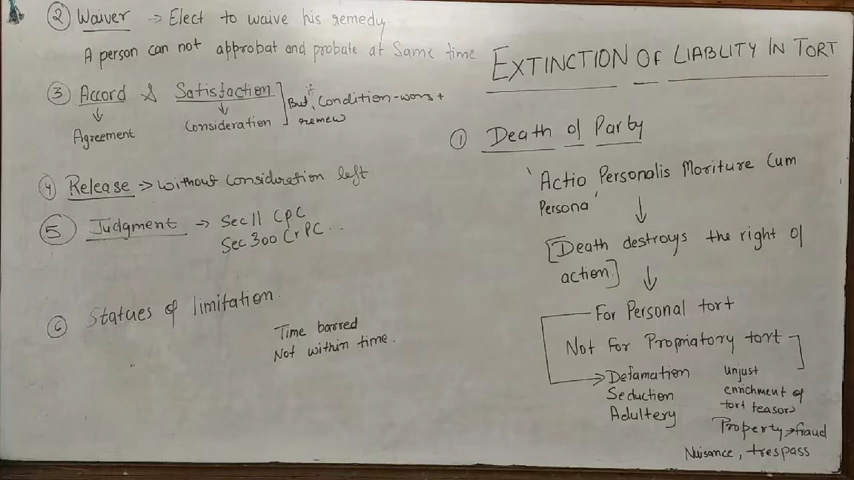 EXTINCTION OF LIABLITY IN TORT
① Death of Party
'Actio Personalis Moriture Cum
Persona'
↓
[Death destroys the right of
action.]
↓
For Personal tort
Not for Propriatory tort
→ Defamation
Seduction
Adultery
unjust
enrichment of
tort feasors
Property → fraud
Nuisance, trespass
② Waiver → Elect to waive his remedy
A person can not approbat and probate at Same time
③ Accord & Satisfaction
↓ ↓
Agreement Consideration
But, Condition-
④ Release → without consideration left
⑤ Judgment → Sec 11 CPC
Sec 300 CrPC..
⑥ Statues of limitation.
Time barred
Not within time.